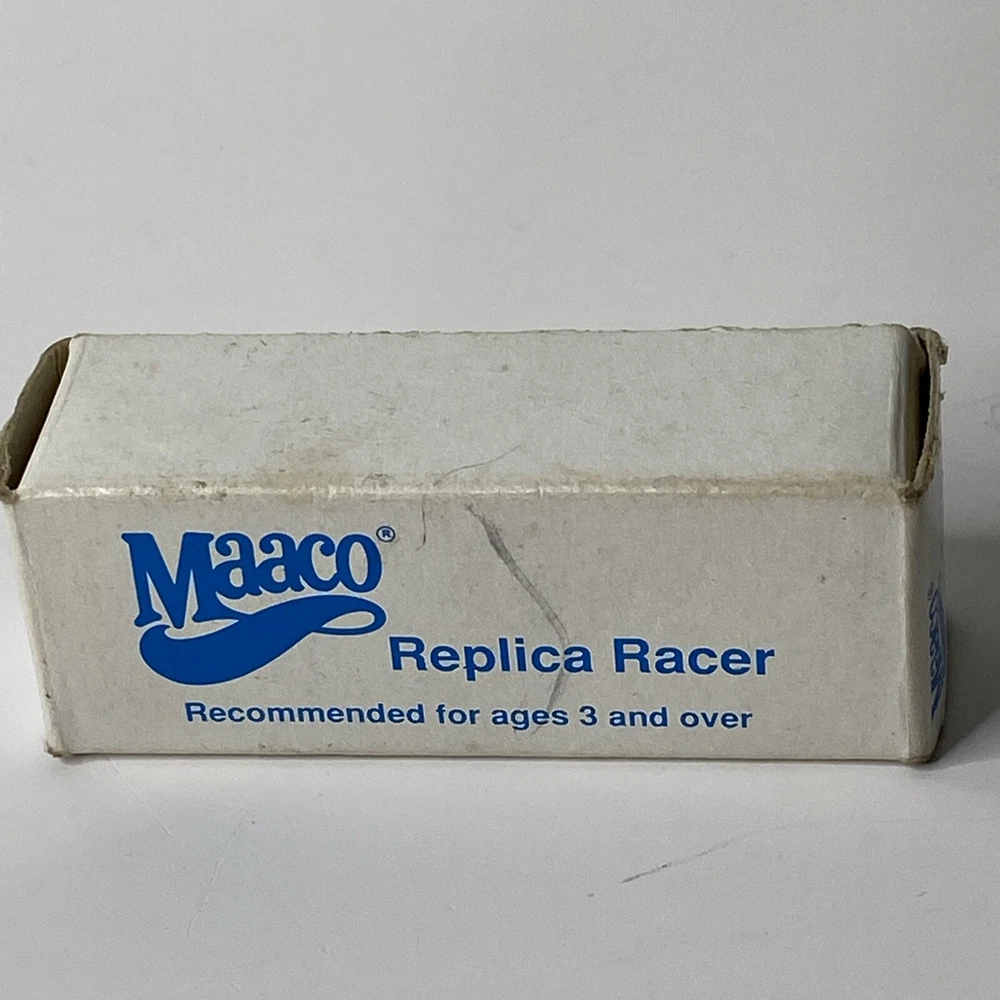 Maaco®
Replica Racer
Recommended for ages 3 and over